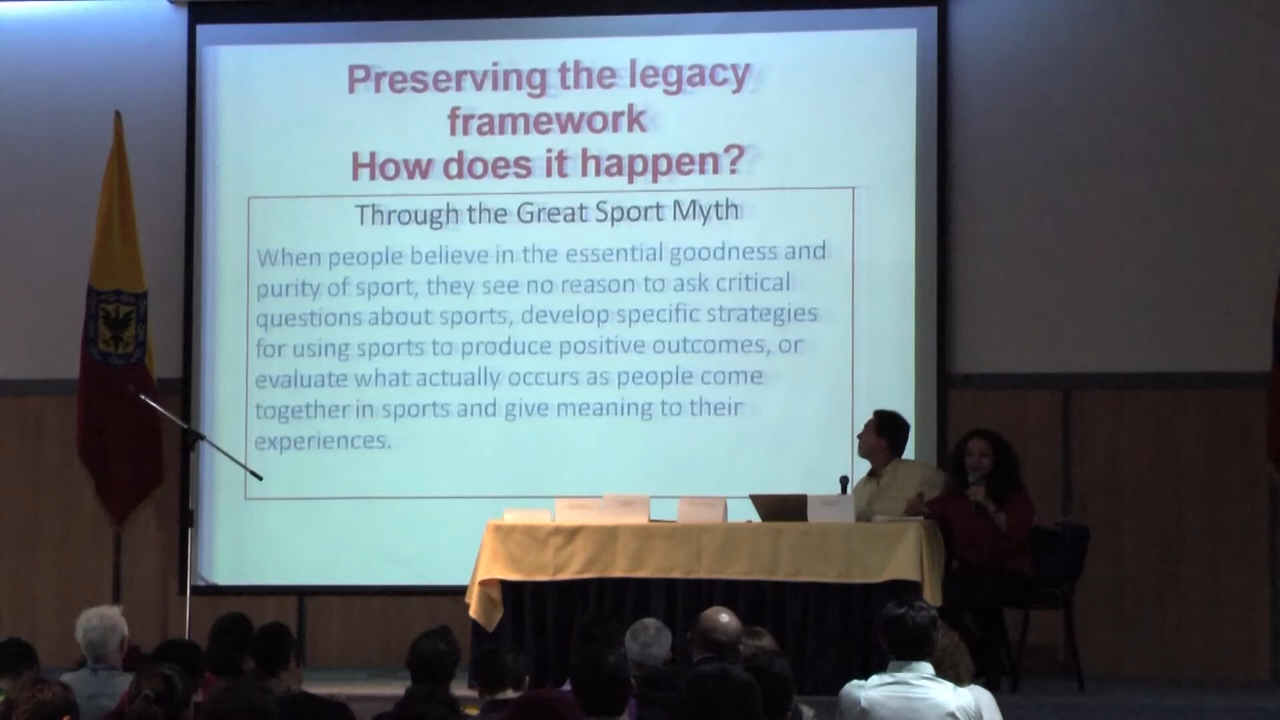 Preserving the legacy
framework
How does it happen?
Through the Great Sport Myth
When people believe in the essential goodness and
purity of sport, they see no reason to ask critical
questions about sports, develop specific strategies
for using sports to produce positive outcomes, or
evaluate what actually occurs as people come
together in sports and give meaning to their
experiences.